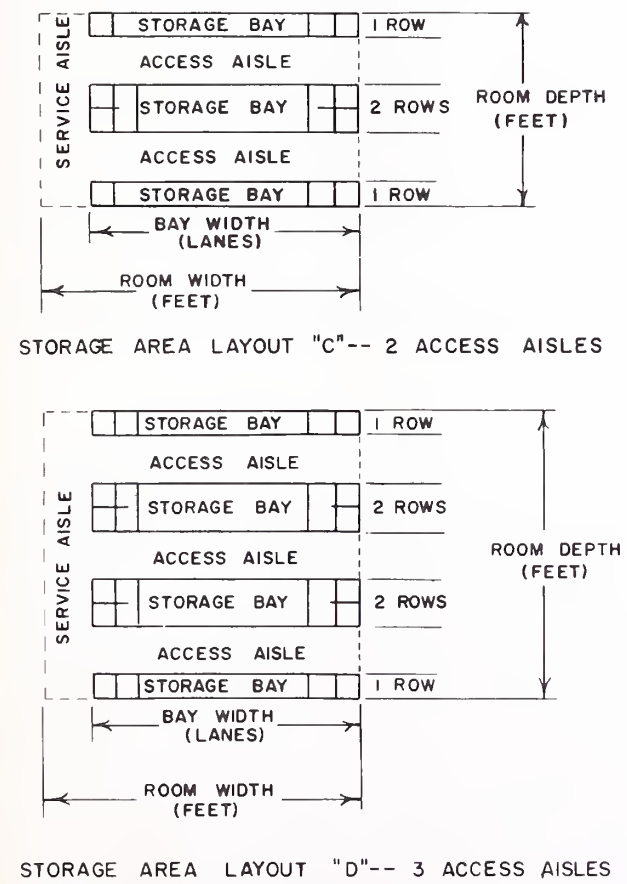 SERVICE AISLE
STORAGE BAY 1 ROW
ACCESS AISLE
STORAGE BAY 2 ROWS
ROOM DEPTH
(FEET)
ACCESS AISLE
STORAGE BAY 1 ROW
BAY WIDTH
(LANES)
ROOM WIDTH
(FEET)
STORAGE AREA LAYOUT "C"-- 2 ACCESS AISLES
SERVICE AISLE
STORAGE BAY 1 ROW
ACCESS AISLE
STORAGE BAY 2 ROWS
ACCESS AISLE
ROOM DEPTH
(FEET)
STORAGE BAY 2 ROWS
ACCESS AISLE
STORAGE BAY 1 ROW
BAY WIDTH
(LANES)
ROOM WIDTH
(FEET)
STORAGE AREA LAYOUT "D"-- 3 ACCESS AISLES